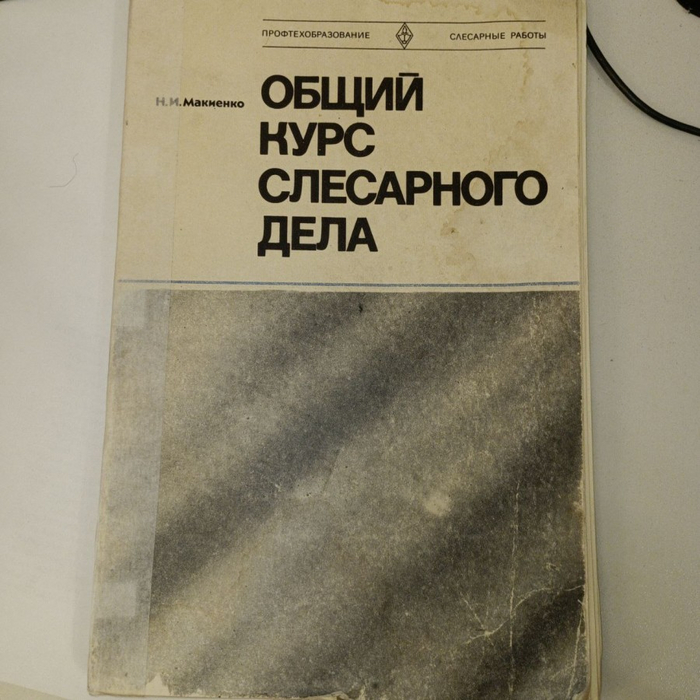 ПРОФТЕХОБРАЗОВАНИЕ СЛЕСАРНЫЕ РАБОТЫ
Н.И.Макиенко
ОБЩИЙ
КУРС
СЛЕСАРНОГО
ДЕЛА